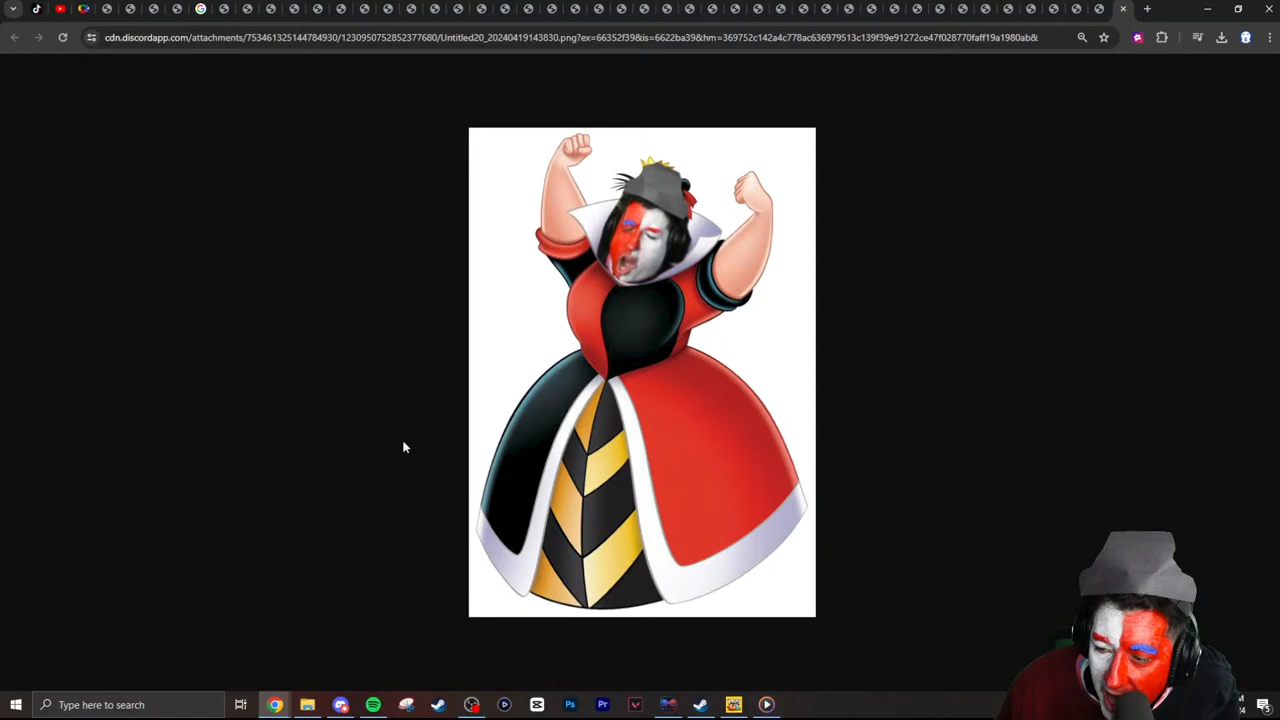 cdn.discordapp.com/attachments/753461325144784930/1230950752852377680/Untitled20_20240419143830.png?ex=66352f39&is=6622ba39&hm=369752c142a4c778ac636979513c139f39e91272ce47f028770faff19a1980ab&
Type here to search